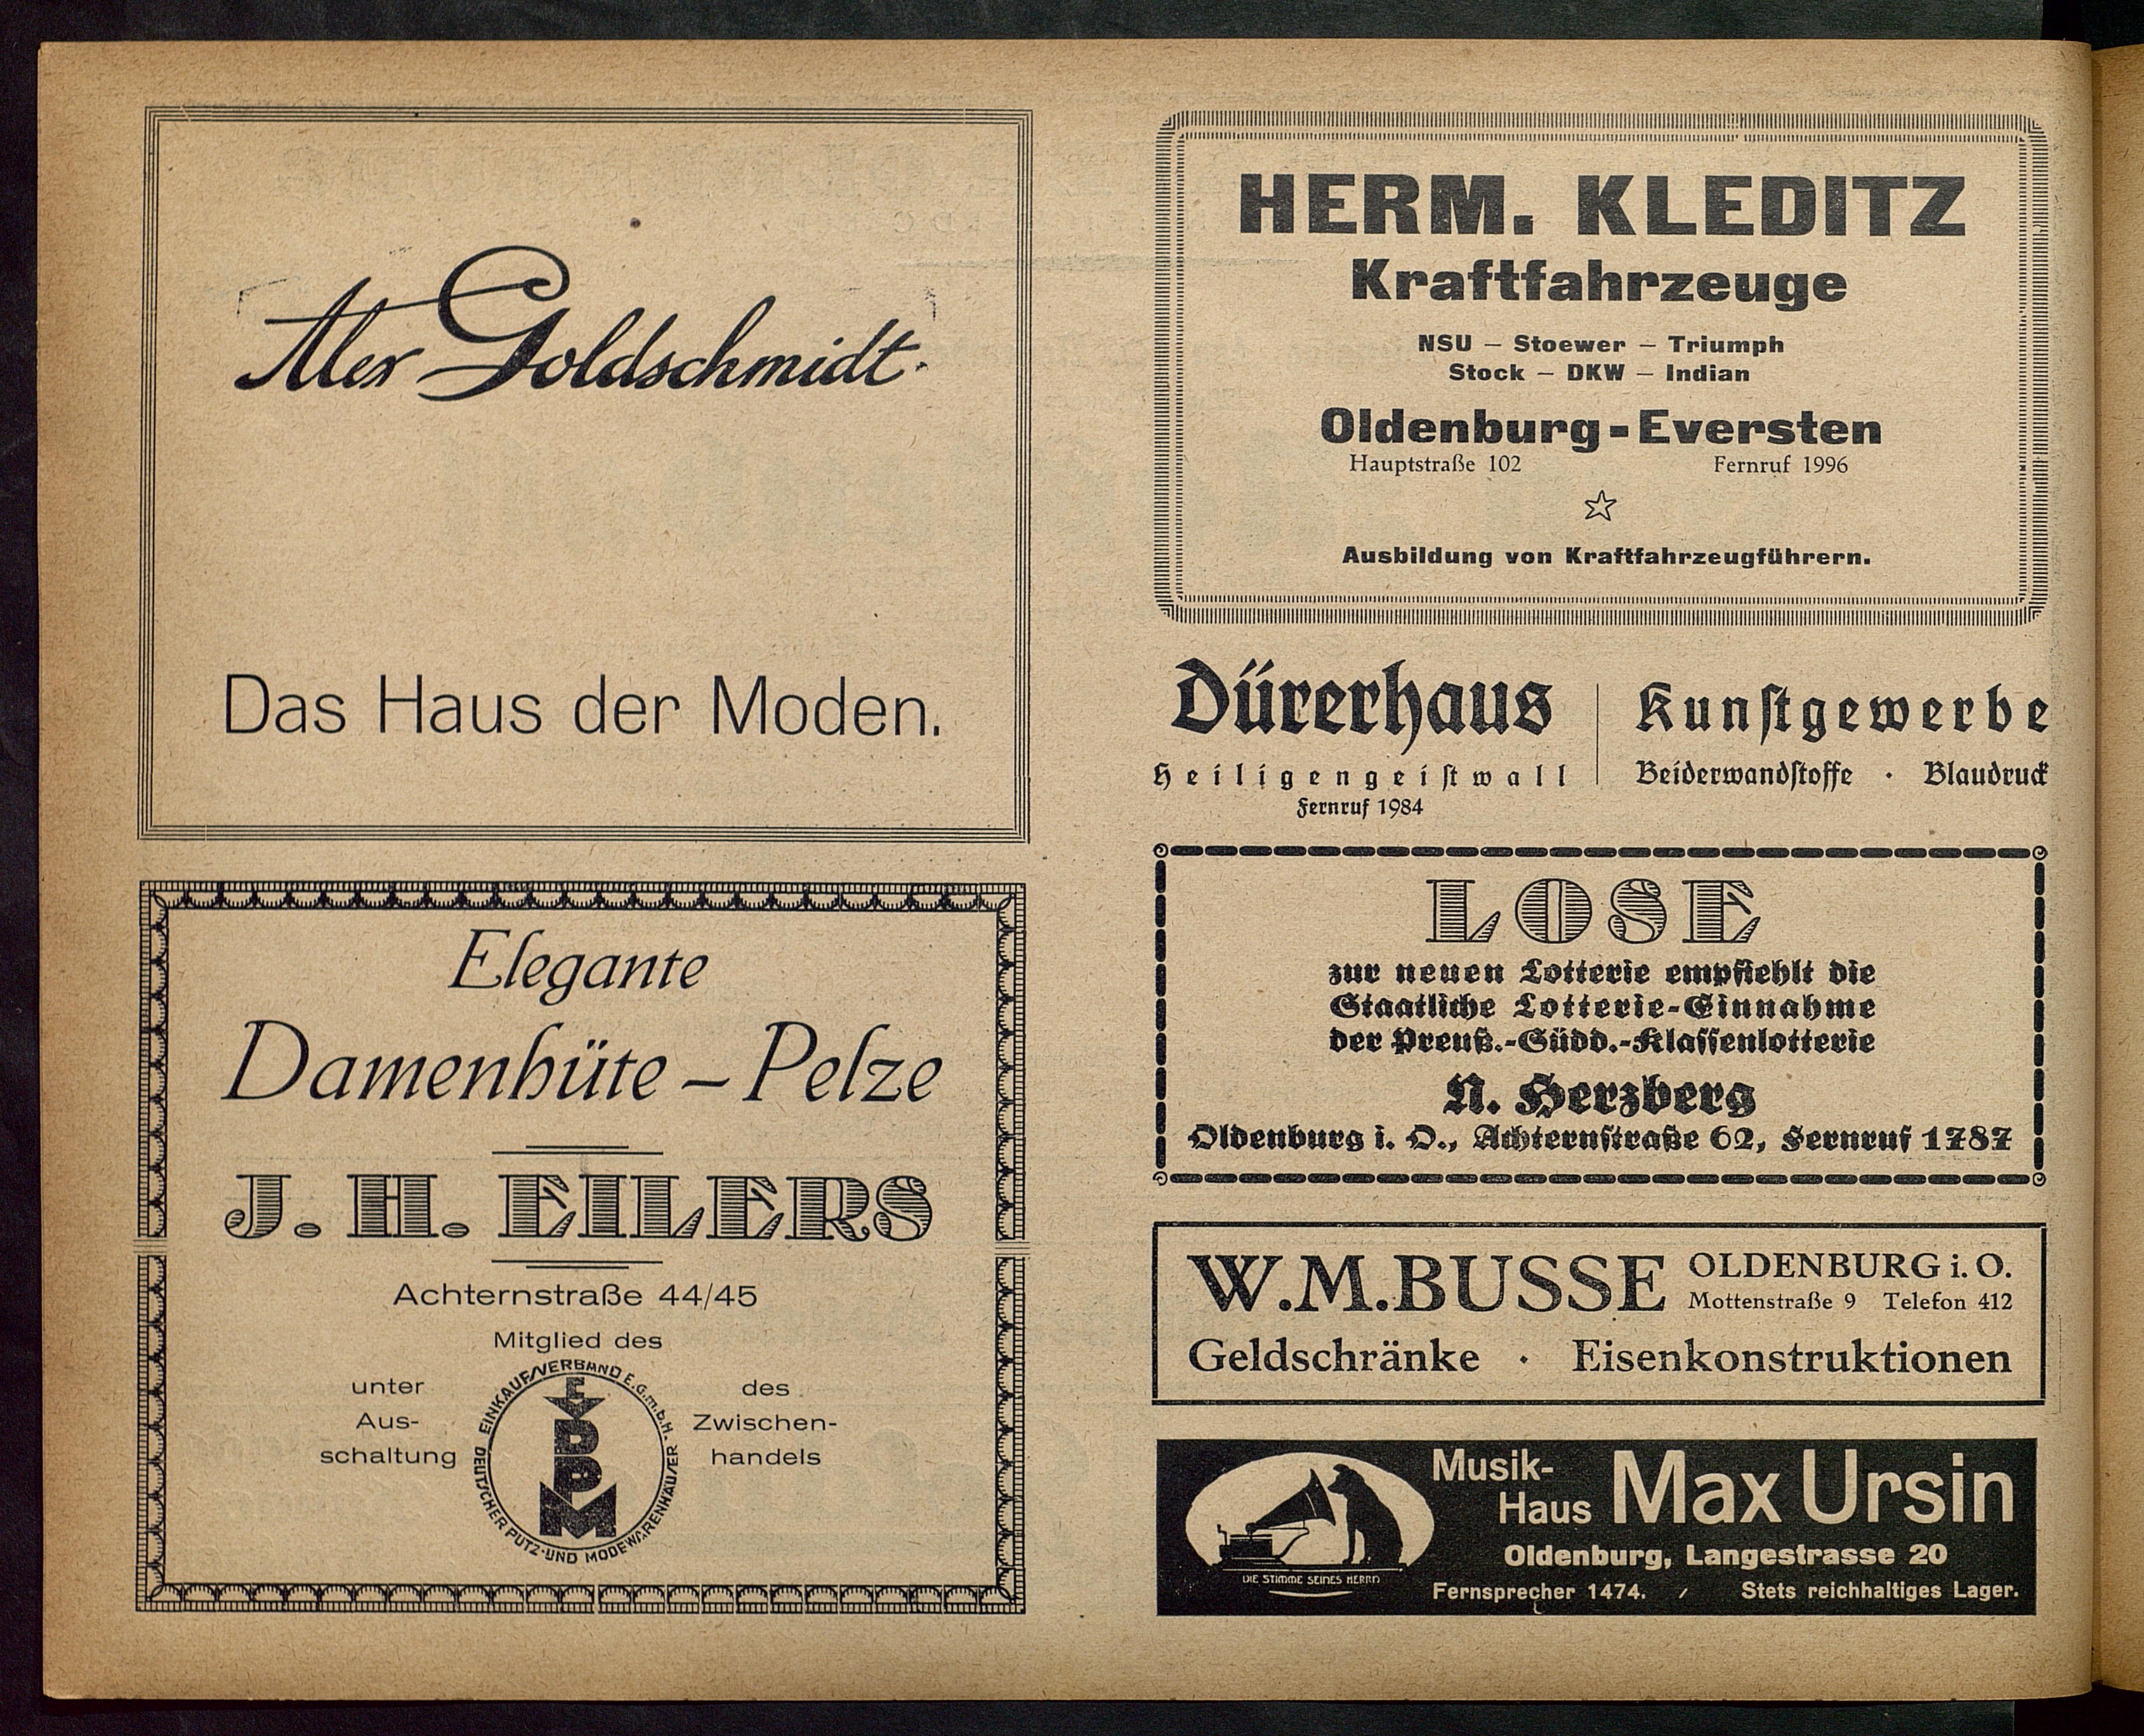 Alex Goldschmidt.
Das Haus der Moden.
Elegante
Damenhüte – Pelze
J. H. EILERS
Achternstraße 44/45
Mitglied des
unter
Aus-
schaltung
EINKAUFSVERBAND E.G.m.b.H.
DEUTSCHER PUTZ-UND MODEWARENHÄUSER
E
D
P
M
des
Zwischen-
handels
HERM. KLEDITZ
Kraftfahrzeuge
NSU – Stoewer – Triumph
Stock – DKW – Indian
Oldenburg-Eversten
Hauptstraße 102 Fernruf 1996
Ausbildung von Kraftfahrzeugführern.
Dürerhaus
Heiligengeistwall
Fernruf 1984
Kunstgewerbe
Beiderwandstoffe · Blaudruck
LOSE
zur neuen Lotterie empfiehlt die
Staatliche Lotterie-Einnahme
der Preuß.-Südd.-Klassenlotterie
N. Herzberg
Oldenburg i. O., Achternstraße 62, Fernruf 1787
W.M.BUSSE OLDENBURG i. O.
Mottenstraße 9 Telefon 412
Geldschränke · Eisenkonstruktionen
DIE STIMME SEINES HERRN
Musik-
Haus Max Ursin
Oldenburg, Langestrasse 20
Fernsprecher 1474. / Stets reichhaltiges Lager.